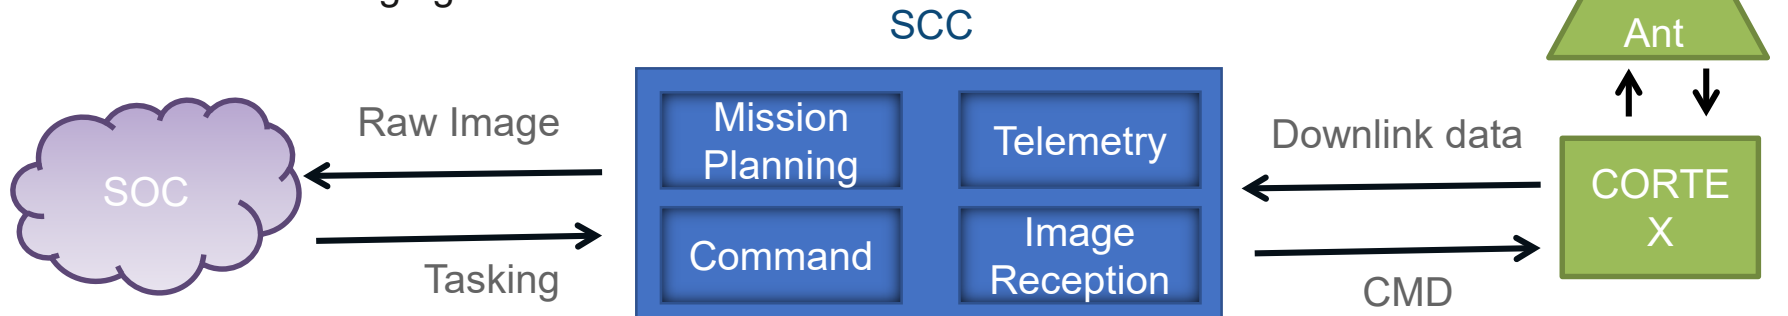 SCC
Ant
Raw Image
Mission
Planning
Telemetry
Downlink data
SOC
CORTE
X
Command
Image
Reception
Tasking
CMD